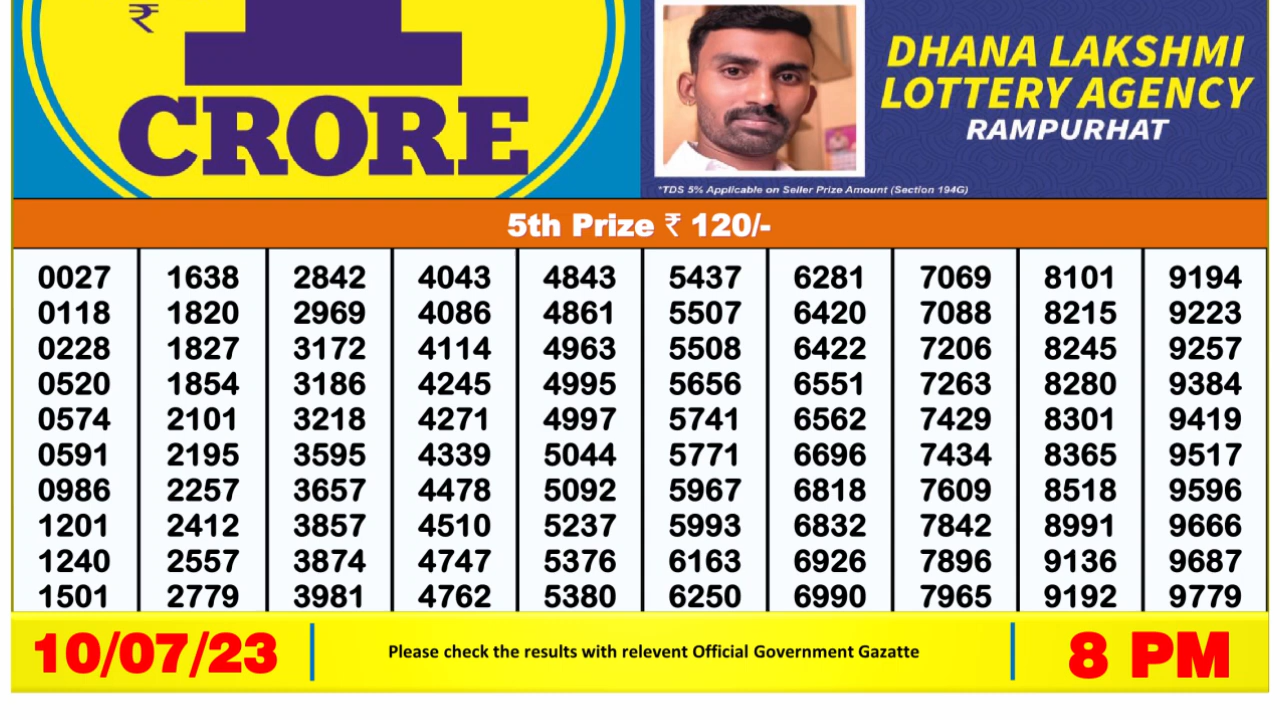 ₹ 1
CRORE
DHANA LAKSHMI
LOTTERY AGENCY
RAMPURHAT
*TDS 5% Applicable on Seller Prize Amount (Section 194G)
5th Prize ₹ 120/-
0027 1638 2842 4043 4843 5437 6281 7069 8101 9194
0118 1820 2969 4086 4861 5507 6420 7088 8215 9223
0228 1827 3172 4114 4963 5508 6422 7206 8245 9257
0520 1854 3186 4245 4995 5656 6551 7263 8280 9384
0574 2101 3218 4271 4997 5741 6562 7429 8301 9419
0591 2195 3595 4339 5044 5771 6696 7434 8365 9517
0986 2257 3657 4478 5092 5967 6818 7609 8518 9596
1201 2412 3857 4510 5237 5993 6832 7842 8991 9666
1240 2557 3874 4747 5376 6163 6926 7896 9136 9687
1501 2779 3981 4762 5380 6250 6990 7965 9192 9779
10/07/23 Please check the results with relevent Official Government Gazatte 8 PM